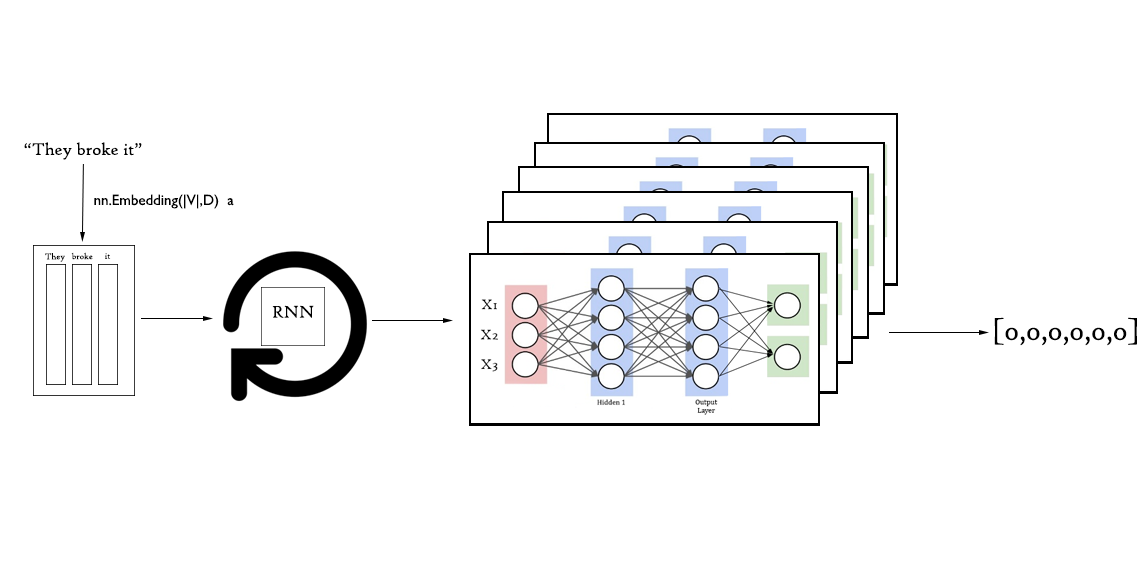 “They broke it”
nn.Embedding(|V|,D) a
They broke it
RNN
X1
X2
X3
Hidden 1
Output
Layer
[0,0,0,0,0,0]